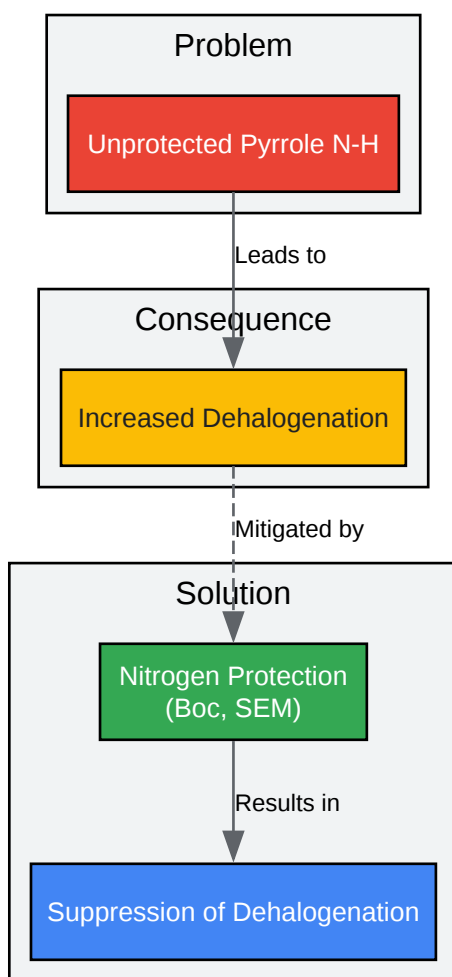 Problem
Unprotected Pyrrole N-H
Leads to
Consequence
Increased Dehalogenation
Mitigated by
Solution
Nitrogen Protection
(Boc, SEM)
Results in
Suppression of Dehalogenation